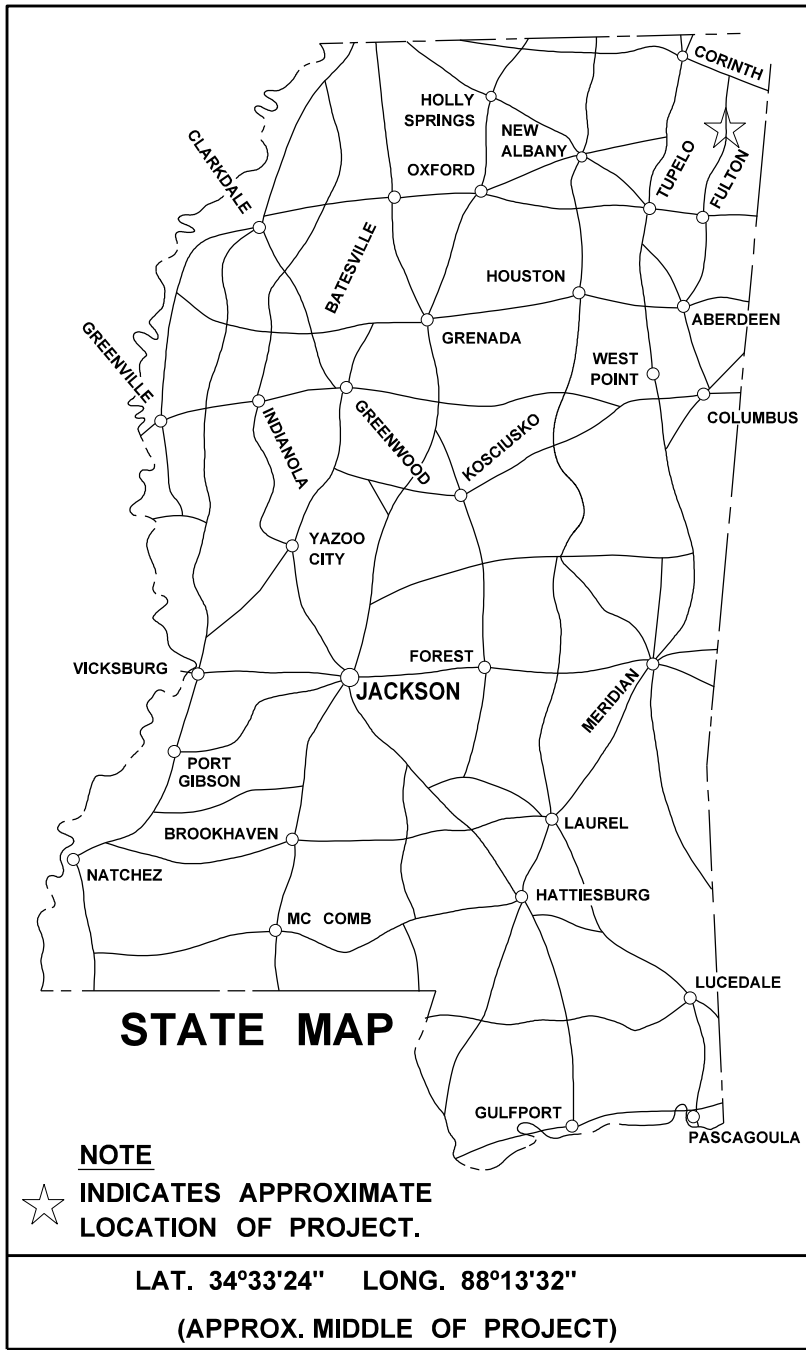 CORINTH
HOLLY
SPRINGS
NEW
ALBANY
CLARKDALE
OXFORD
TUPELO
FULTON
BATESVILLE
HOUSTON
ABERDEEN
GREENVILLE
GRENADA
WEST
POINT
COLUMBUS
INDIANOLA
GREENWOOD
KOSCIUSKO
YAZOO
CITY
VICKSBURG
FOREST
JACKSON
MERIDIAN
PORT
GIBSON
BROOKHAVEN
LAUREL
NATCHEZ
HATTIESBURG
MC COMB
LUCEDALE
STATE MAP
GULFPORT
PASCAGOULA
NOTE
INDICATES APPROXIMATE
LOCATION OF PROJECT.
LAT. 34º33'24" LONG. 88º13'32"
(APPROX. MIDDLE OF PROJECT)